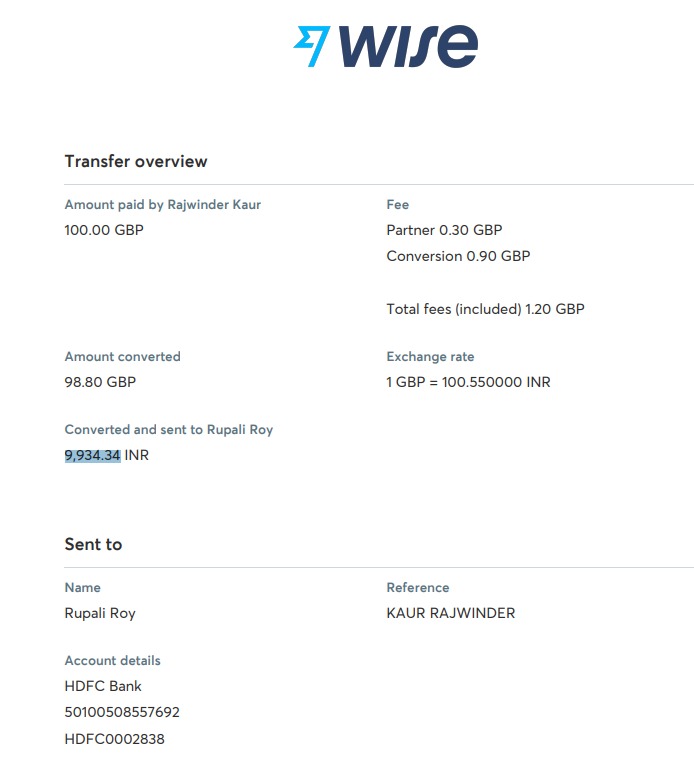 wise
Transfer overview
Amount paid by Rajwinder Kaur
100.00 GBP
Fee
Partner 0.30 GBP
Conversion 0.90 GBP
Total fees (included) 1.20 GBP
Amount converted
98.80 GBP
Exchange rate
1 GBP = 100.550000 INR
Converted and sent to Rupali Roy
9,934.34 INR
Sent to
Name
Rupali Roy
Reference
KAUR RAJWINDER
Account details
HDFC Bank
50100508557692
HDFC0002838